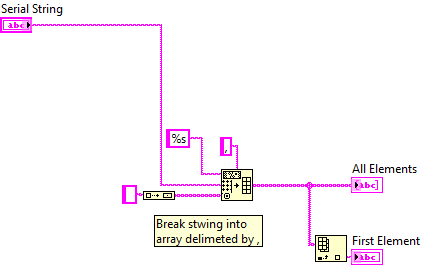 Serial String
abc
%s
,
All Elements
abc
Break stwing into
array delimeted by ,
First Element
abc